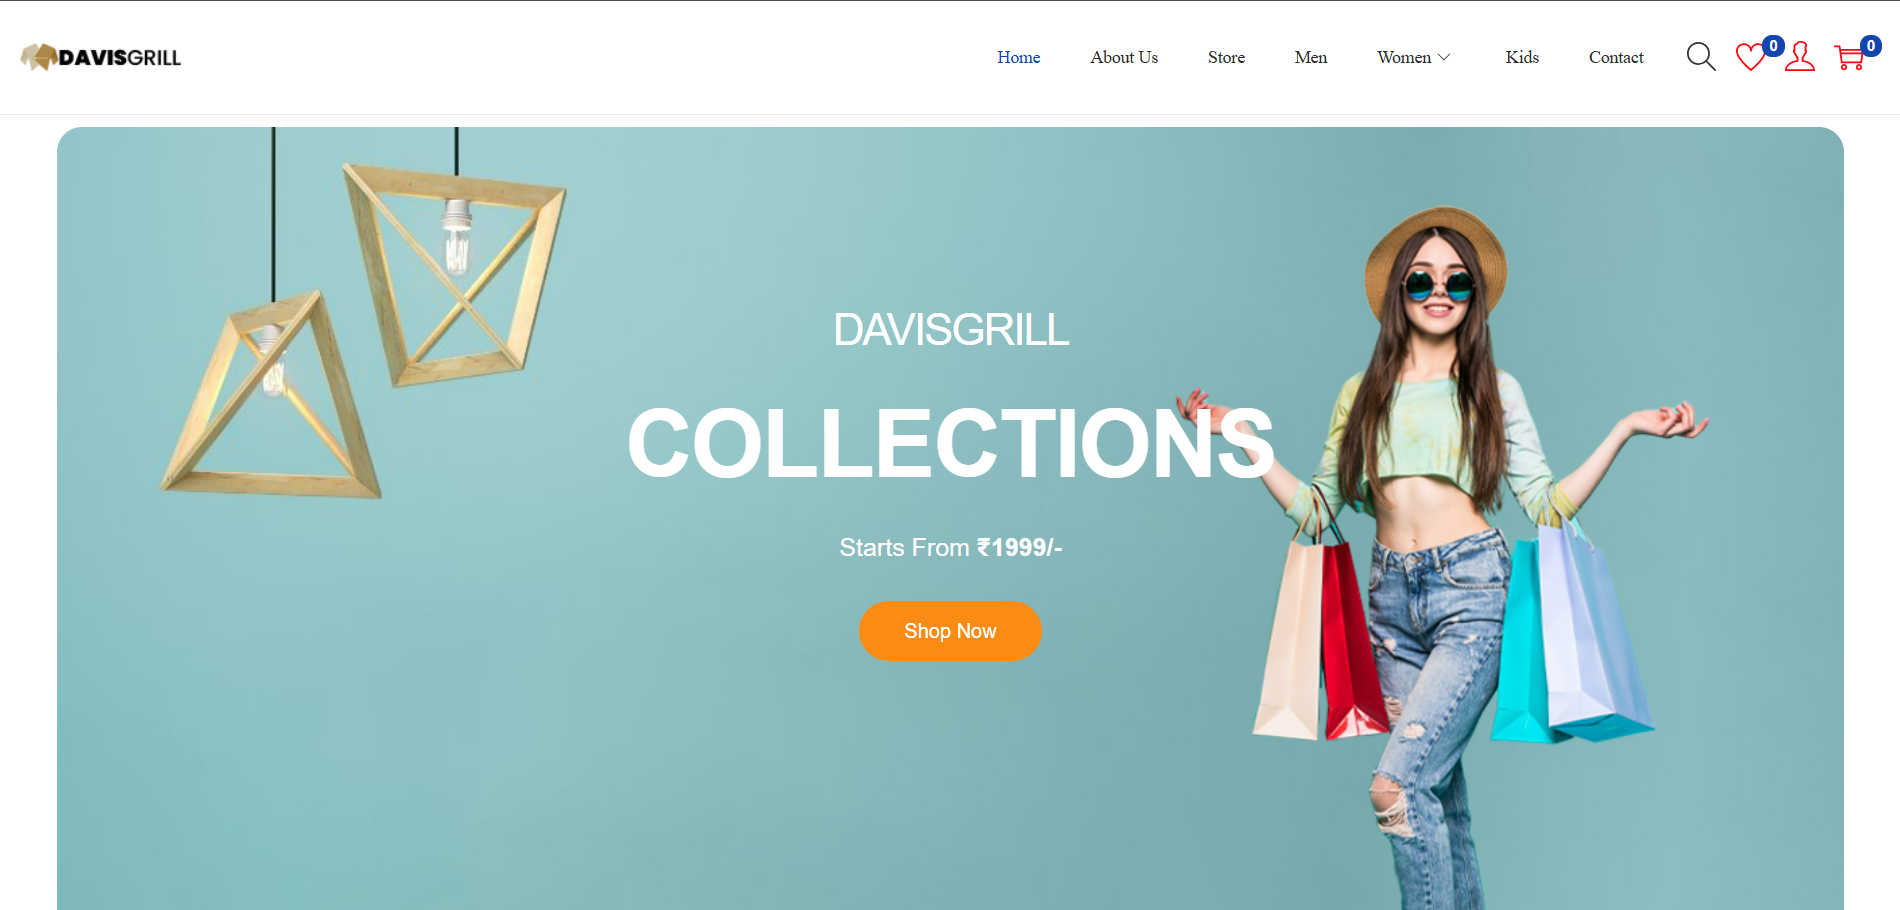 DAVISGRILL
Home About Us Store Men Women Kids Contact 0 0
DAVISGRILL
COLLECTIONS
Starts From ₹1999/-
Shop Now